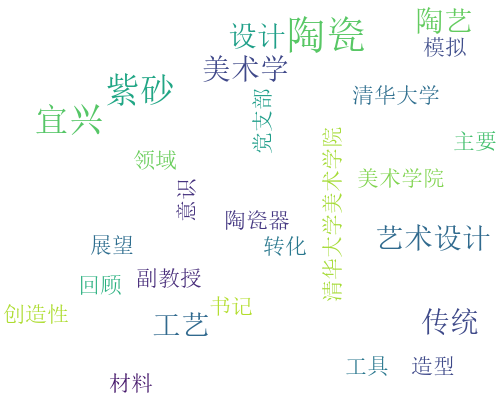 陶艺
设计
陶瓷
模拟
美术学
紫砂
清华大学
宜兴
党支部
主要
领域
清华大学美术学院
美术学院
意识
陶瓷器
艺术设计
展望
转化
回顾
副教授
创造性
书记
工艺
传统
工具
造型
材料